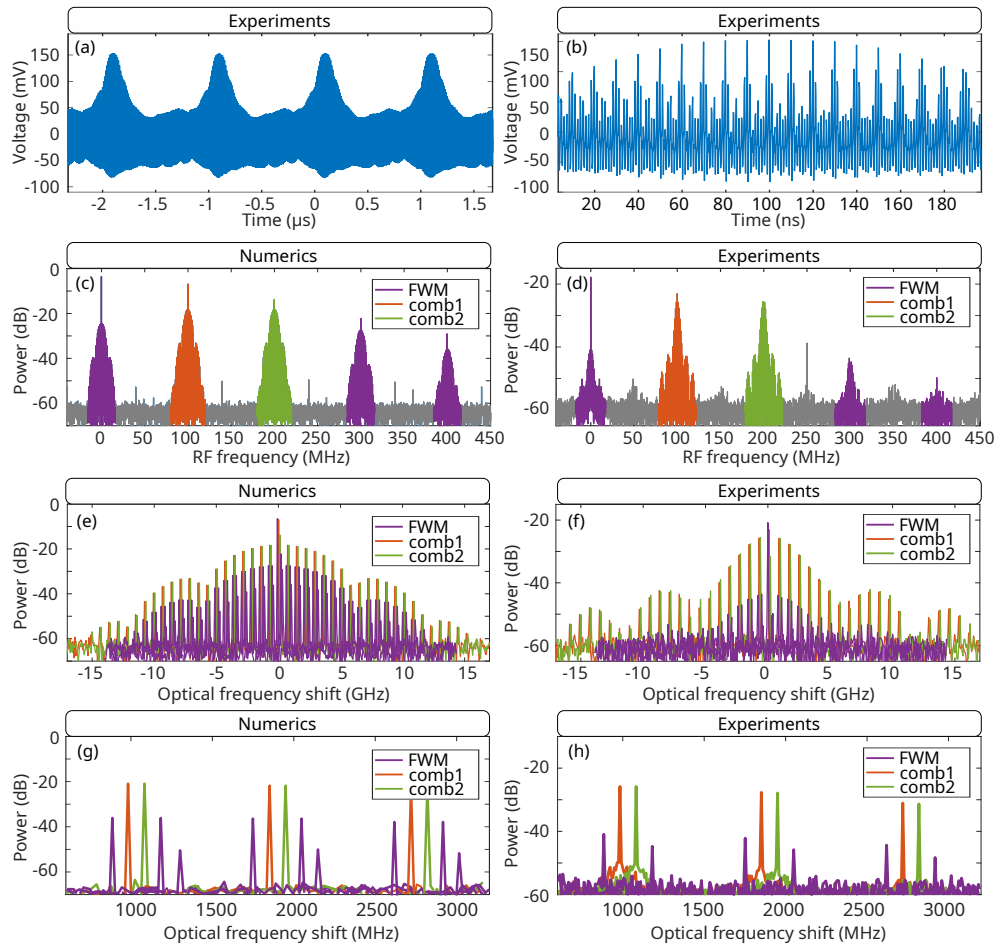 Experiments
(a)
150
100
50
0
-50
-100
Voltage (mV)
-2
-1.5
-1
-0.5
0
0.5
1
1.5
Time (µs)
Experiments
(b)
150
100
50
0
-50
-100
Voltage (mV)
20
40
60
80
100
120
140
160
180
Time (ns)
Numerics
(c)
FWM
comb1
comb2
0
-20
-40
-60
Power (dB)
0
50
100
150
200
250
300
350
400
450
RF frequency (MHz)
Experiments
(d)
FWM
comb1
comb2
-20
-40
-60
Power (dB)
0
50
100
150
200
250
300
350
400
450
RF frequency (MHz)
Numerics
(e)
FWM
comb1
comb2
0
-20
-40
-60
Power (dB)
-15
-10
-5
0
5
10
15
Optical frequency shift (GHz)
Experiments
(f)
FWM
comb1
comb2
-20
-40
-60
Power (dB)
-15
-10
-5
0
5
10
15
Optical frequency shift (GHz)
Numerics
(g)
FWM
comb1
comb2
0
-20
-40
-60
Power (dB)
1000
1500
2000
2500
3000
Optical frequency shift (MHz)
Experiments
(h)
FWM
comb1
comb2
-20
-40
-60
Power (dB)
1000
1500
2000
2500
3000
Optical frequency shift (MHz)